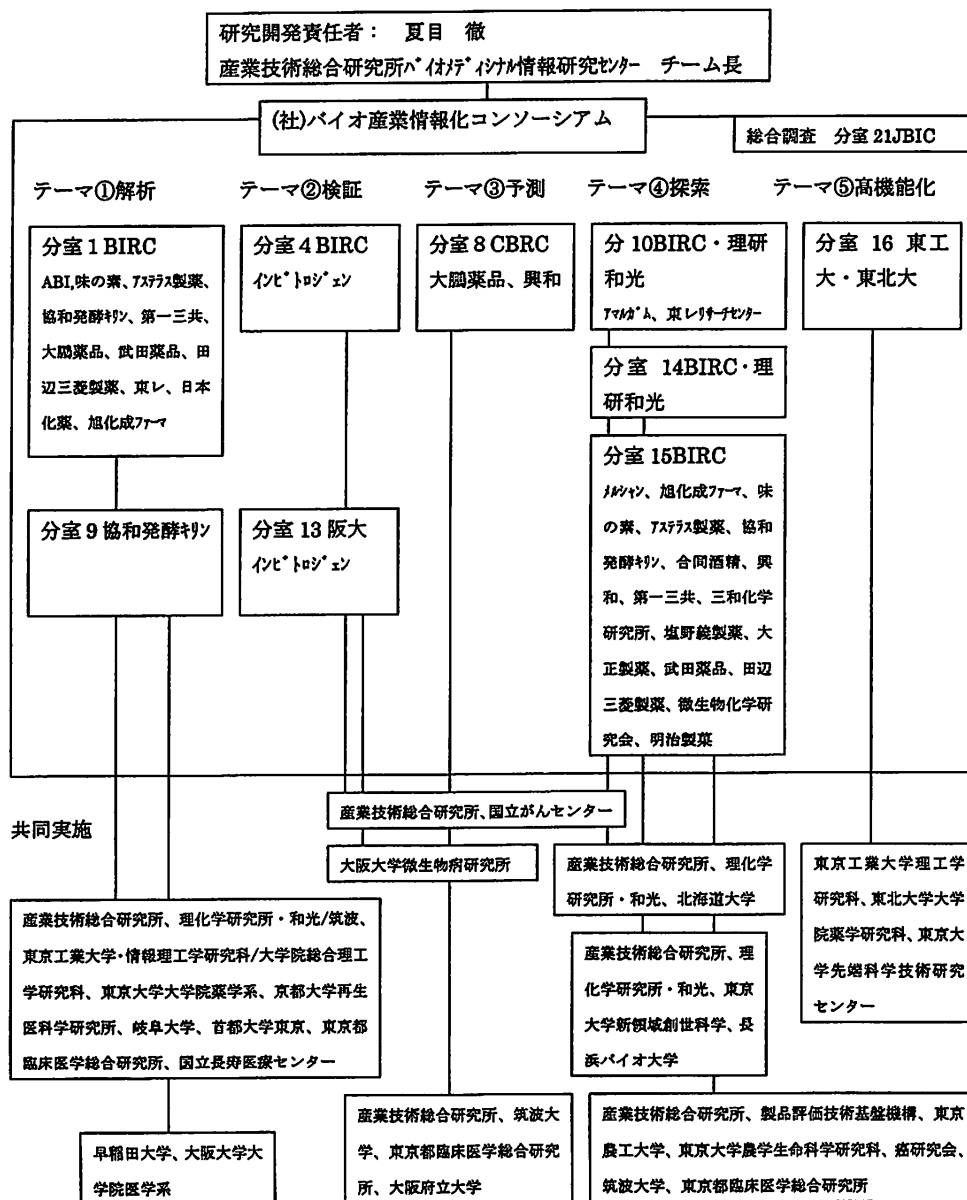 研究開発責任者： 夏目 徹
産業技術総合研究所ﾊﾞｲｵﾒﾃﾞｨｼﾅﾙ情報研究ｾﾝﾀｰ チーム長
(社)バイオ産業情報化コンソーシアム
総合調査 分室 21JBIC
テーマ①解析
テーマ②検証
テーマ③予測
テーマ④探索
テーマ⑤高機能化
分室 1 BIRC
ABI,味の素、ｱｽﾃﾗｽ製薬、
協和発酵ｷﾘﾝ、第一三共、
大鵬薬品、武田薬品、田
辺三菱製薬、東レ、日本
化薬、旭化成ﾌｧｰﾏ
分室 9 協和発酵ｷﾘﾝ
分室 4 BIRC
ｲﾝﾋﾞﾄﾛｼﾞｪﾝ
分室 13 阪大
ｲﾝﾋﾞﾄﾛｼﾞｪﾝ
分室 8 CBRC
大鵬薬品、興和
分 10BIRC・理研
和光
ｱﾏﾙｶﾞﾑ、東ﾚﾘｻｰﾁｾﾝﾀｰ
分室 14BIRC・理
研和光
分室 15BIRC
ﾒﾙｼｬﾝ、旭化成ﾌｧｰﾏ、味
の素、ｱｽﾃﾗｽ製薬、協和
発酵ｷﾘﾝ、合同酒精、興
和、第一三共、三和化学
研究所、塩野義製薬、大
正製薬、武田薬品、田辺
三菱製薬、微生物化学研
究会、明治製菓
分室 16 東工
大・東北大
共同実施
産業技術総合研究所、国立がんセンター
大阪大学微生物病研究所
産業技術総合研究所、理化学
研究所・和光、北海道大学
東京工業大学理工学
研究科、東北大学大学
院薬学研究科、東京大
学先端科学技術研究
センター
産業技術総合研究所、理化学研究所・和光/筑波、
東京工業大学・情報理工学研究科/大学院総合理工
学研究科、東京大学大学院薬学系、京都大学再生
医科学研究所、岐阜大学、首都大学東京、東京都
臨床医学総合研究所、国立長寿医療センター
産業技術総合研究所、理
化学研究所・和光、東京
大学新領域創世科学、長
浜バイオ大学
早稲田大学、大阪大学大
学院医学系
産業技術総合研究所、筑波大
学、東京都臨床医学総合研究
所、大阪府立大学
産業技術総合研究所、製品評価技術基盤機構、東京
農工大学、東京大学農学生命科学研究科、癌研究会、
筑波大学、東京都臨床医学総合研究所